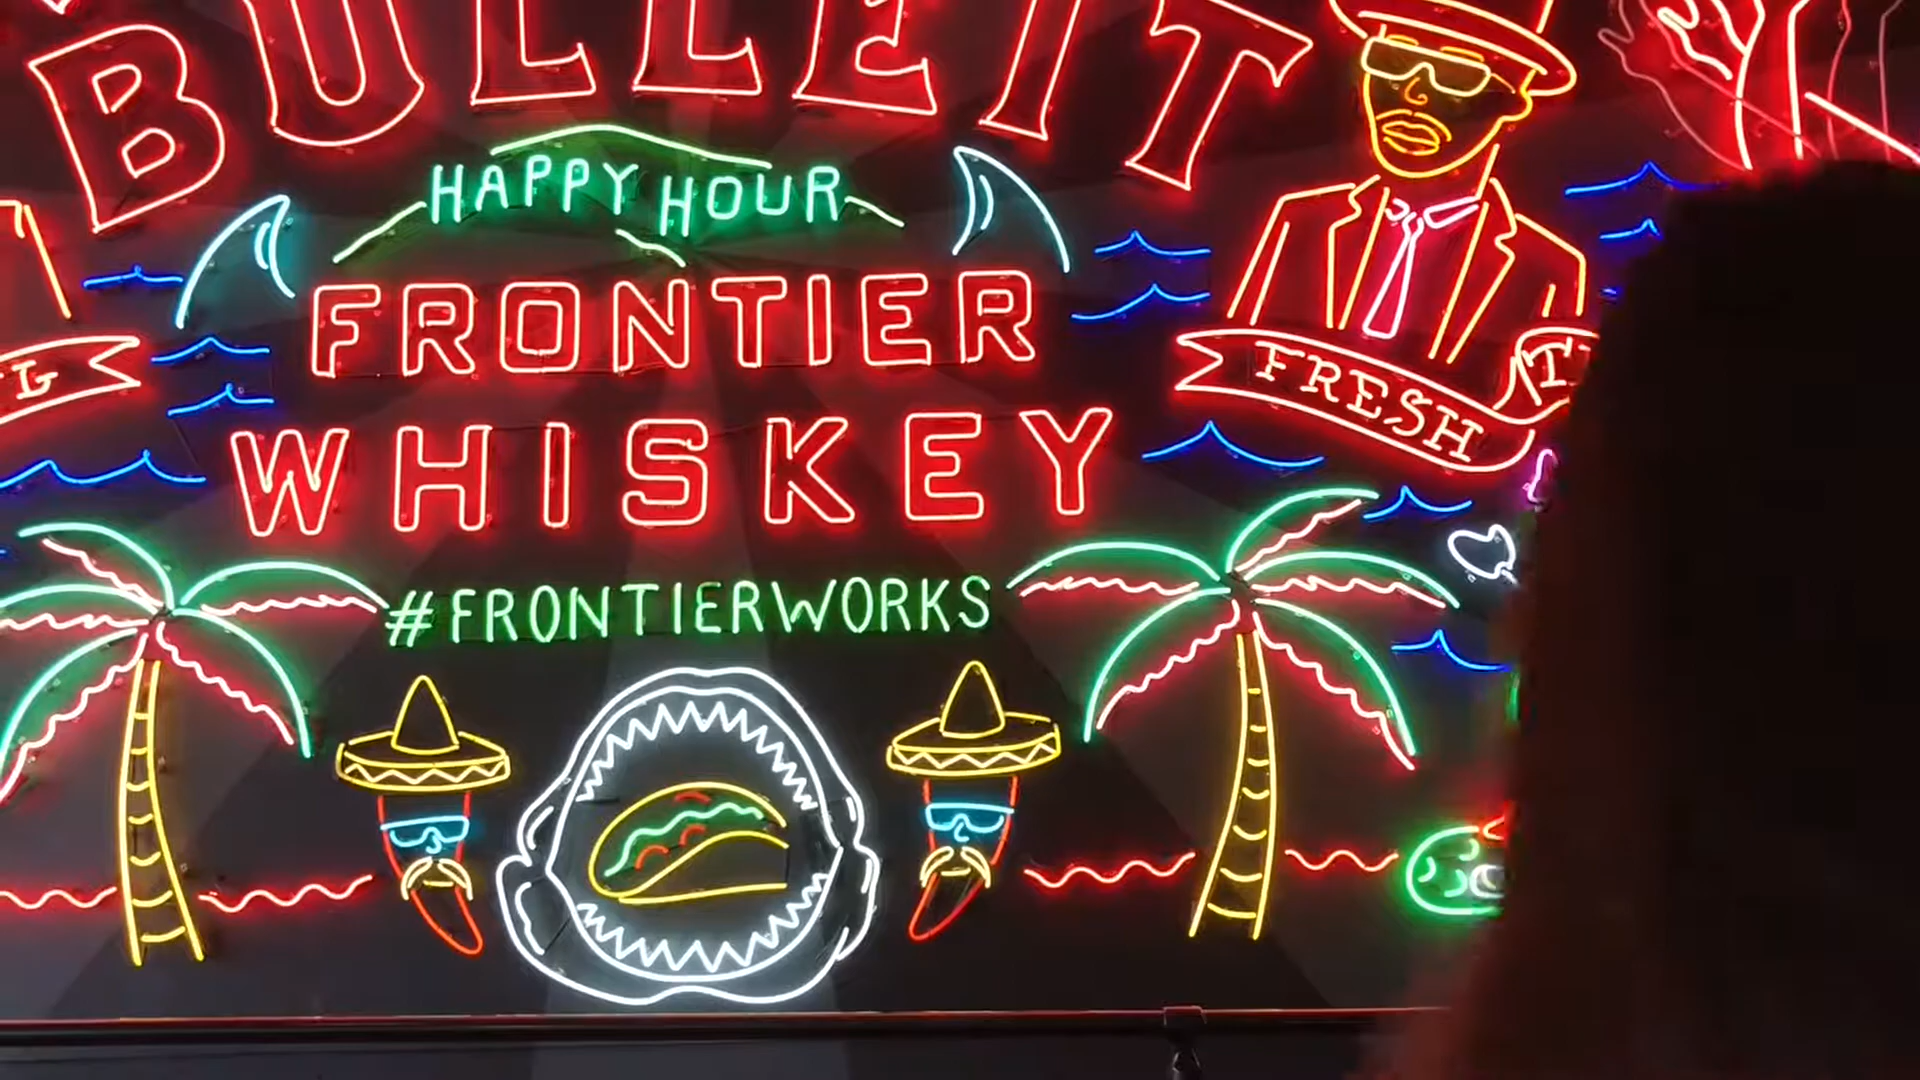 BULLEIT
HAPPY HOUR
FRONTIER
WHISKEY
FRESH
#FRONTIERWORKS